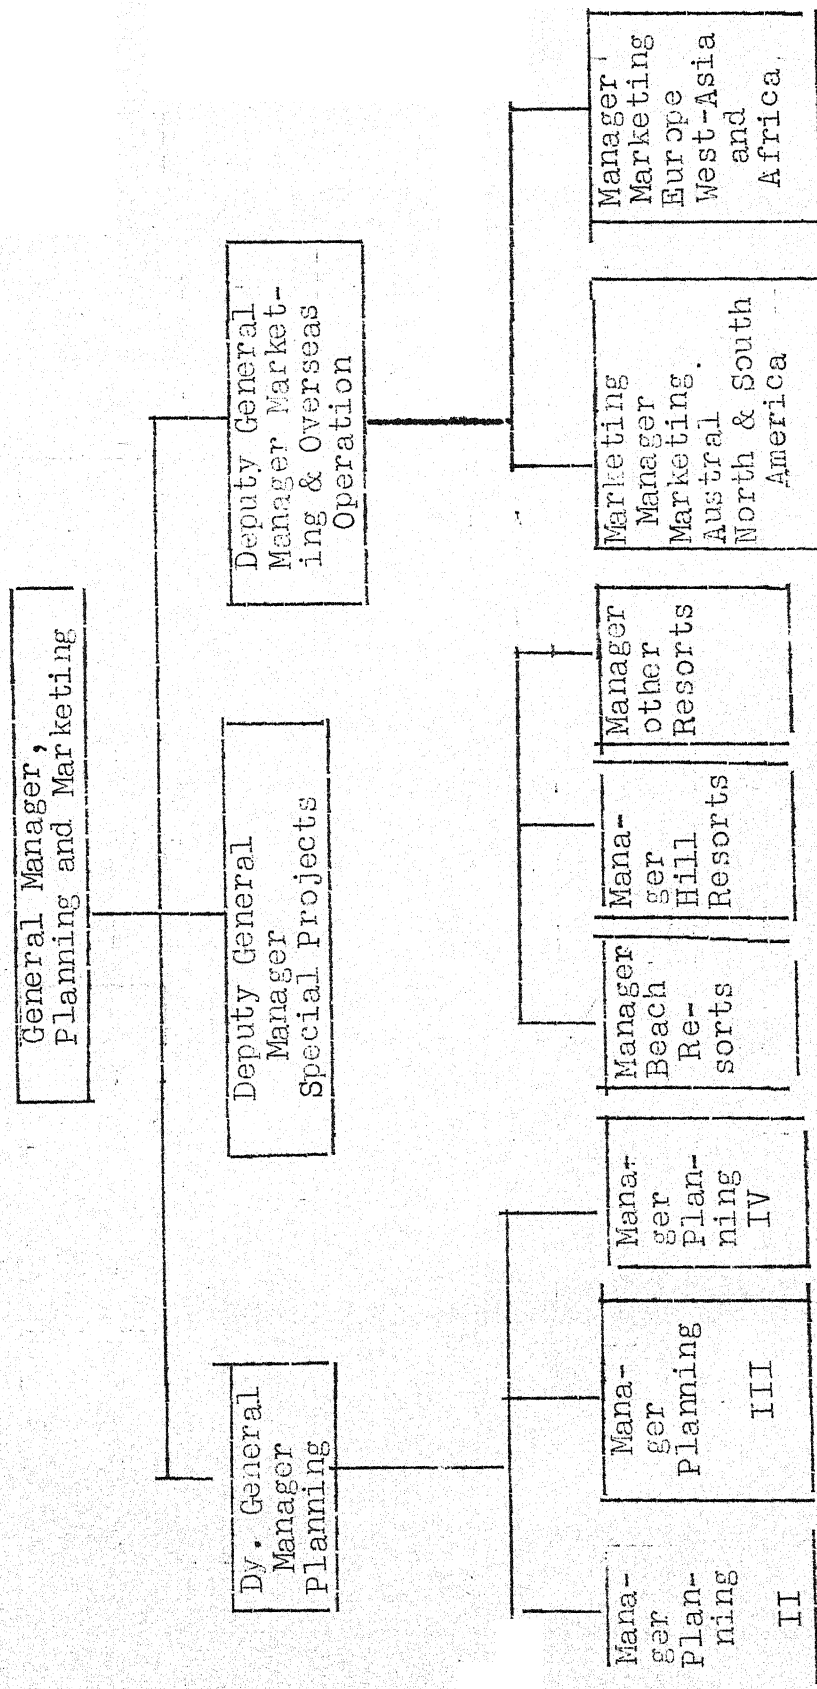 General Manager,
Planning and Marketing
Dy. General
Manager
Planning
Deputy General
Manager
Special Projects
Deputy General
Manager Market-
ing & Overseas
Operation
Mana-
ger
Plan-
ning
II
Mana-
ger
Planning
III
Mana-
ger
Plan-
ning
IV
Manager
Beach
Re-
sorts
Mana-
ger
Hill
Resorts
Manager
other
Resorts
Marketing
Manager
Marketing.
Austral
North & South
America
Manager
Marketing
Europe
West-Asia
and
Africa